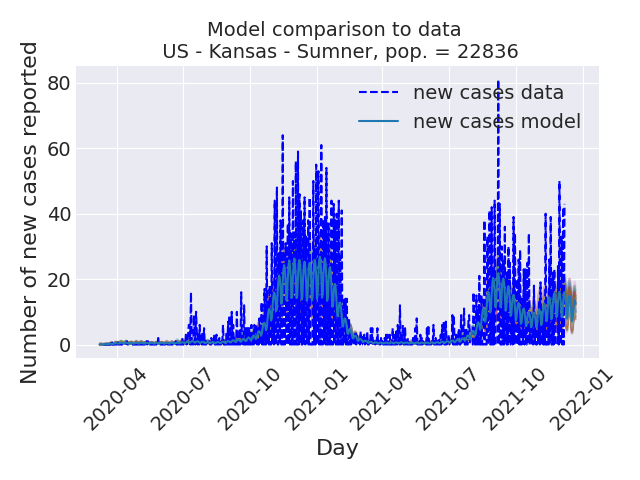 Model comparison to data
US - Kansas - Sumner, pop. = 22836
Number of new cases reported
80
60
40
20
0
new cases data
new cases model
2020-04
2020-07
2020-10
2021-01
2021-04
2021-07
2021-10
2022-01
Day